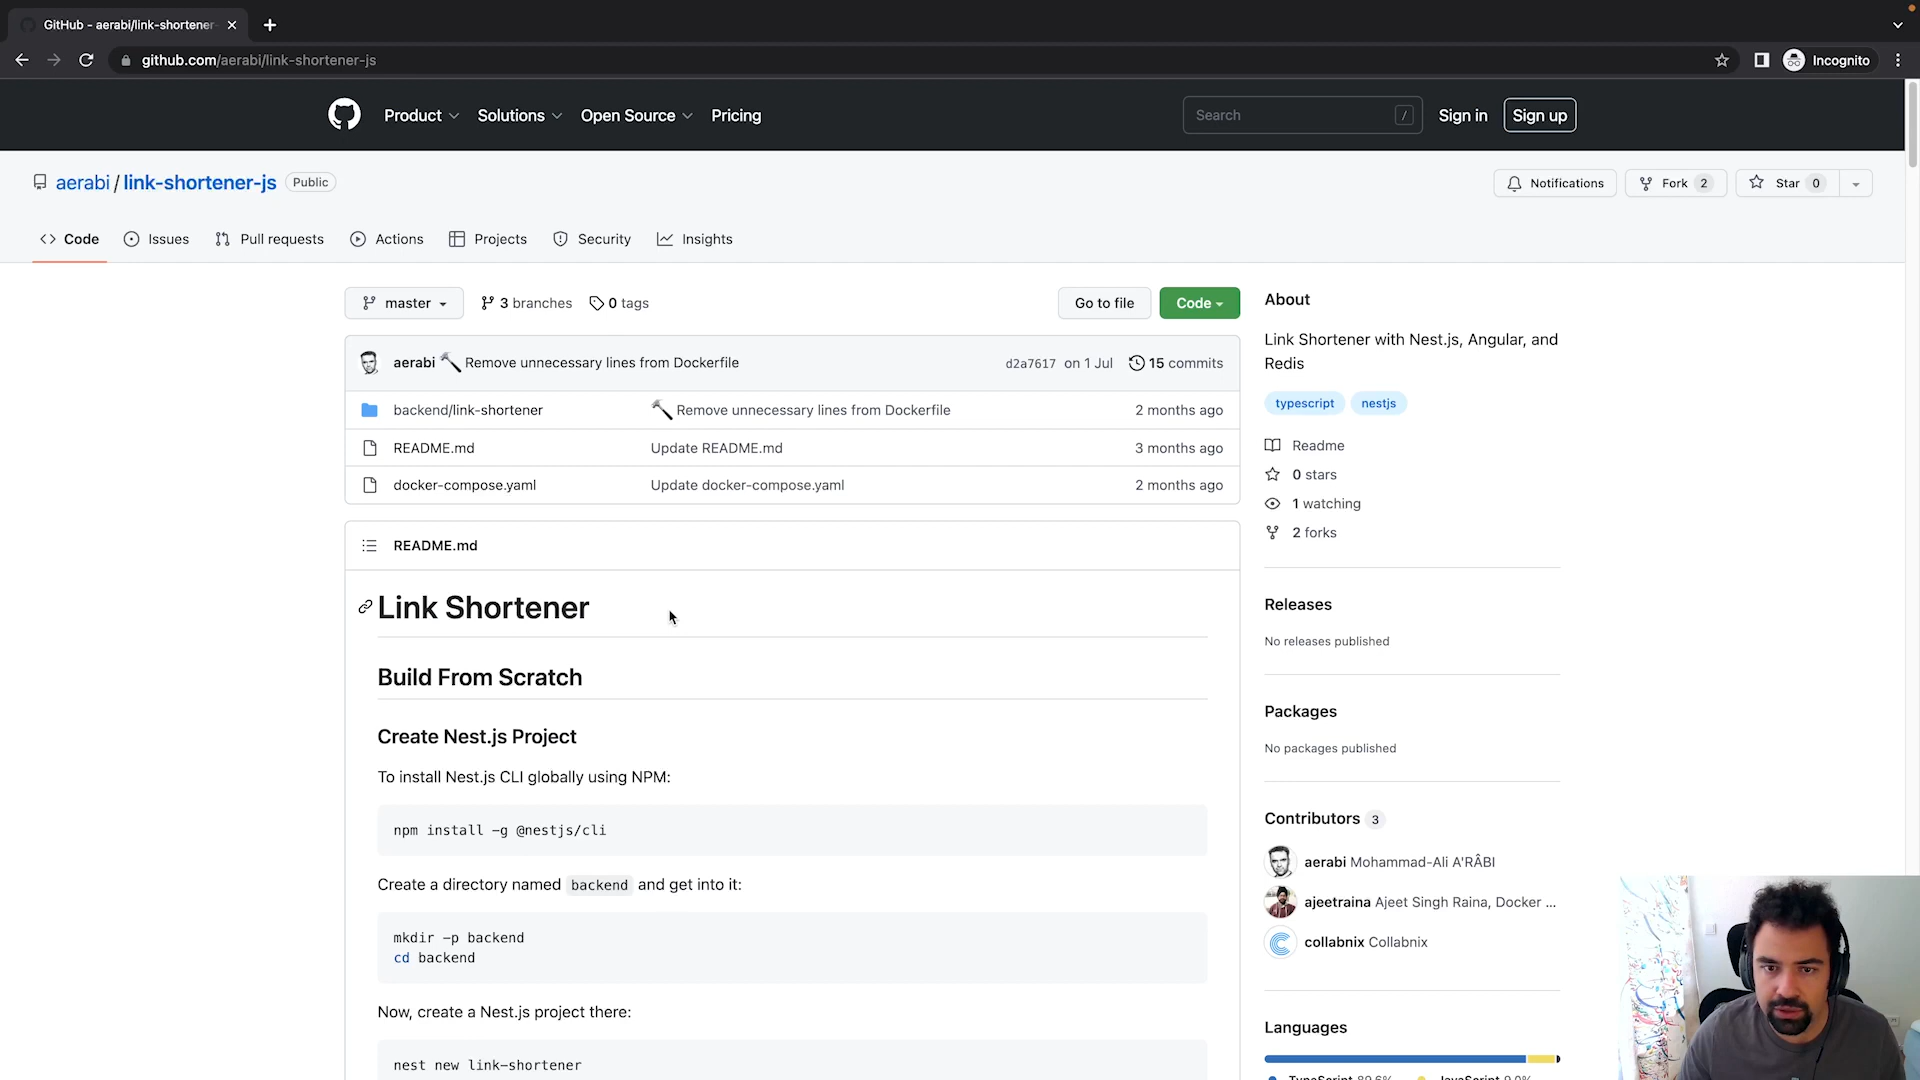 GitHub - aerabi/link-shortener-
github.com/aerabi/link-shortener-js
Incognito
Product
Solutions
Open Source
Pricing
Search
/
Sign in
Sign up
aerabi / link-shortener-js
Public
Notifications
Fork 2
Star 0
Code
Issues
Pull requests
Actions
Projects
Security
Insights
master
3 branches
0 tags
Go to file
Code
aerabi Remove unnecessary lines from Dockerfile
d2a7617 on 1 Jul
15 commits
backend/link-shortener
Remove unnecessary lines from Dockerfile
2 months ago
README.md
Update README.md
3 months ago
docker-compose.yaml
Update docker-compose.yaml
2 months ago
README.md
Link Shortener
Build From Scratch
Create Nest.js Project
To install Nest.js CLI globally using NPM:
npm install -g @nestjs/cli
Create a directory named backend and get into it:
mkdir -p backend
cd backend
Now, create a Nest.js project there:
nest new link-shortener
About
Link Shortener with Nest.js, Angular, and
Redis
typescript
nestjs
Readme
0 stars
1 watching
2 forks
Releases
No releases published
Packages
No packages published
Contributors 3
aerabi Mohammad-Ali A'RÂBI
ajeetraina Ajeet Singh Raina, Docker ...
collabnix Collabnix
Languages
TypeScript 89.6%
JavaScript 9.0%